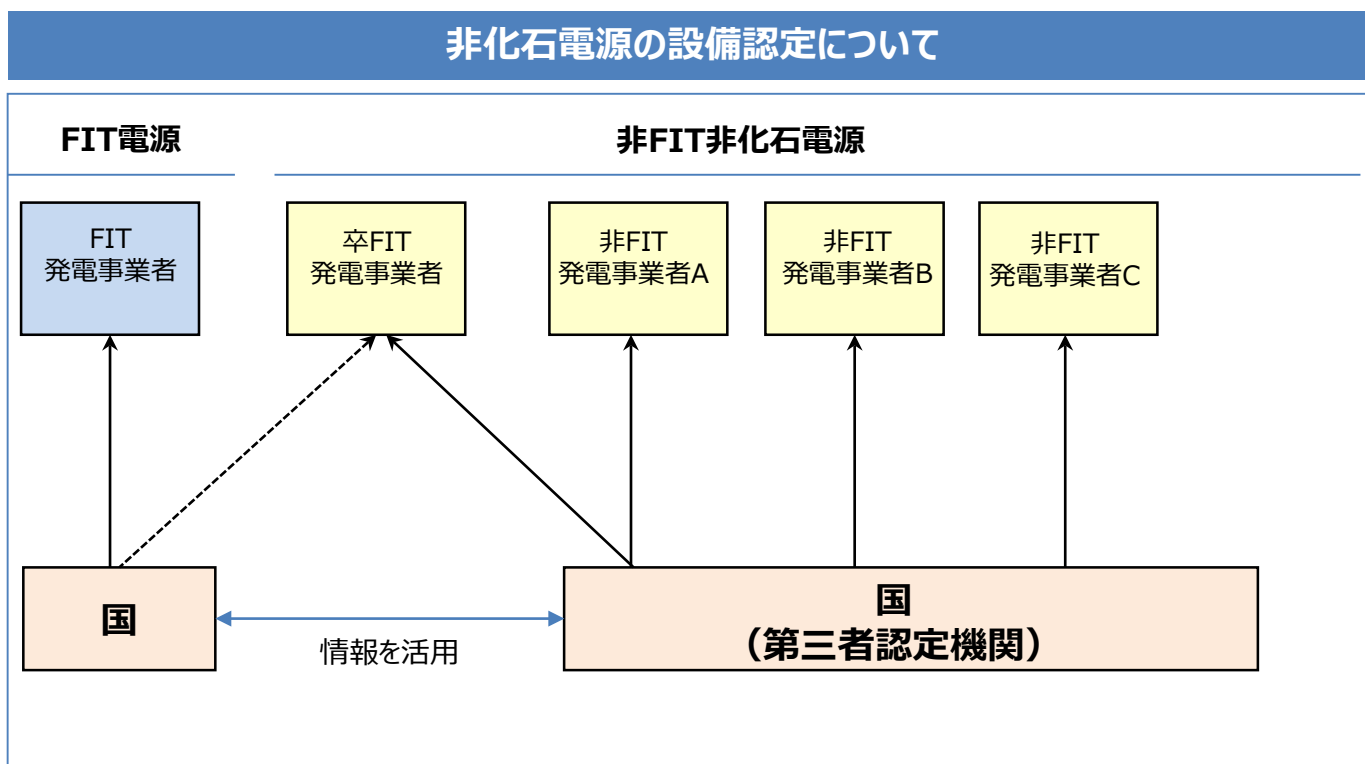 非化石電源の設備認定について
FIT電源
非FIT非化石電源
FIT
発電事業者
卒FIT
発電事業者
非FIT
発電事業者A
非FIT
発電事業者B
非FIT
発電事業者C
国
情報を活用
国
（第三者認定機関）